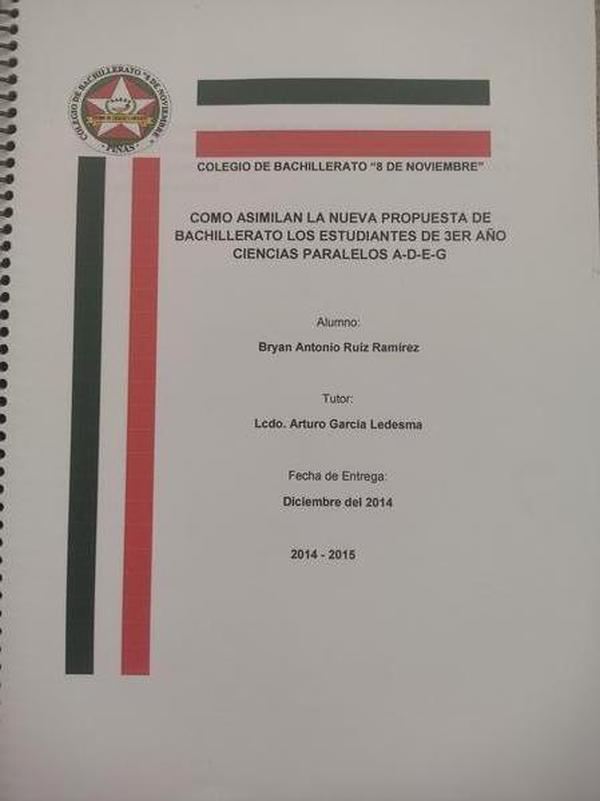 COLEGIO DE BACHILLERATO "8 DE NOVIEMBRE"
PIÑAS
COLEGIO DE BACHILLERATO “8 DE NOVIEMBRE”
COMO ASIMILAN LA NUEVA PROPUESTA DE
BACHILLERATO LOS ESTUDIANTES DE 3ER AÑO
CIENCIAS PARALELOS A-D-E-G
Alumno:
Bryan Antonio Ruiz Ramírez
Tutor:
Lcdo. Arturo García Ledesma
Fecha de Entrega:
Diciembre del 2014
2014 - 2015